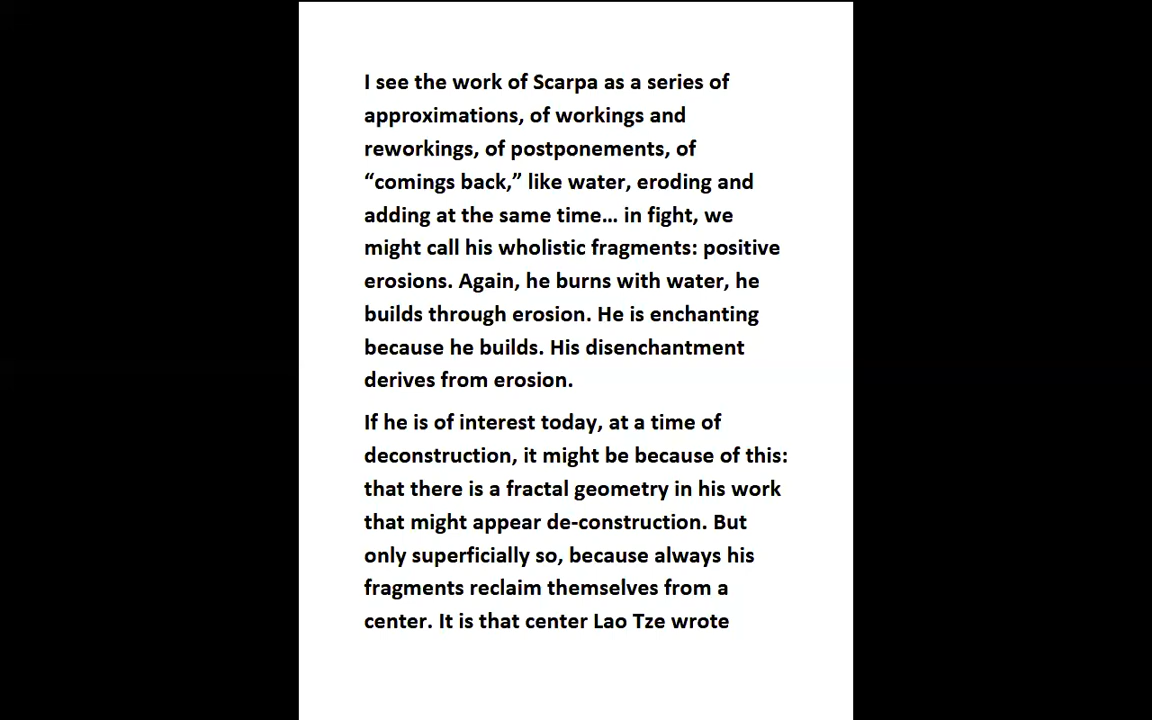 I see the work of Scarpa as a series of
approximations, of workings and
reworkings, of postponements, of
“comings back,” like water, eroding and
adding at the same time… in fight, we
might call his wholistic fragments: positive
erosions. Again, he burns with water, he
builds through erosion. He is enchanting
because he builds. His disenchantment
derives from erosion.
If he is of interest today, at a time of
deconstruction, it might be because of this:
that there is a fractal geometry in his work
that might appear de-construction. But
only superficially so, because always his
fragments reclaim themselves from a
center. It is that center Lao Tze wrote